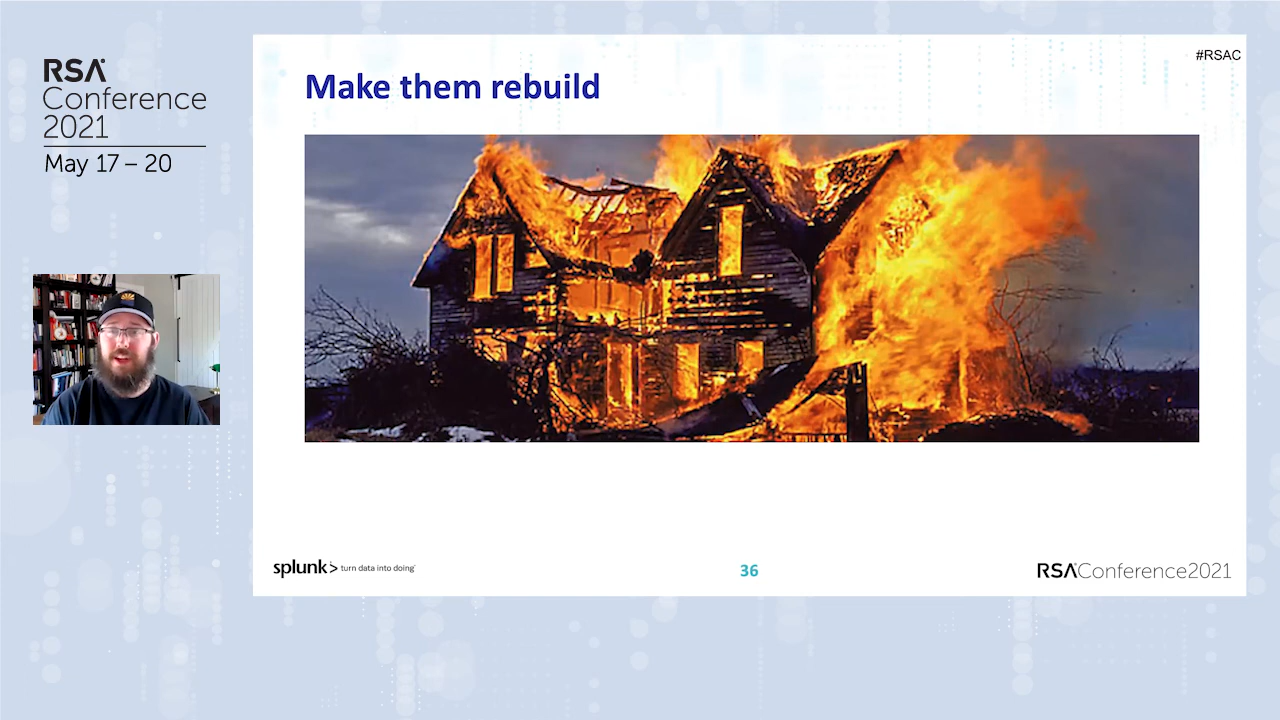 RSA
Conference
2021
May 17 – 20
#RSAC
Make them rebuild
splunk> turn data into doing
36
RSAConference2021